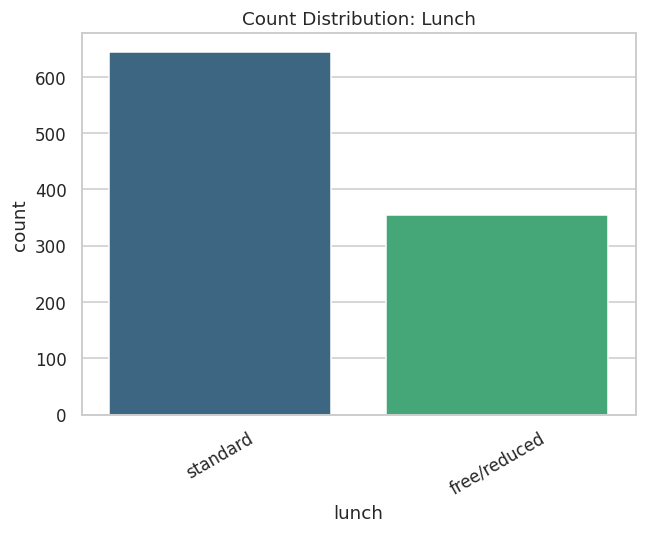 Count Distribution: Lunch
count
600
500
400
300
200
100
0
standard
free/reduced
lunch